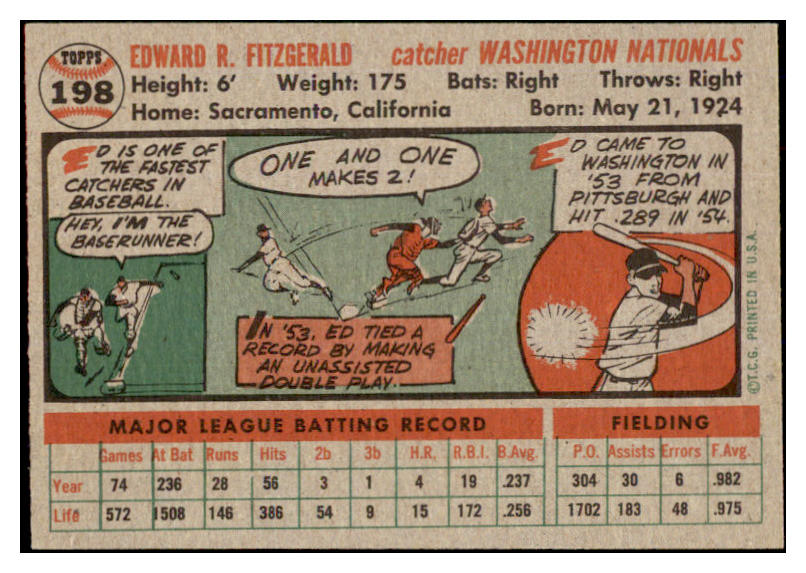 TOPPS
198
EDWARD R. FITZGERALD catcher WASHINGTON NATIONALS
Height: 6' Weight: 175 Bats: Right Throws: Right
Home: Sacramento, California Born: May 21, 1924
ED IS ONE OF
THE FASTEST
CATCHERS IN
BASEBALL.
HEY, I'M THE
BASERUNNER!
ONE AND ONE
MAKES 2!
IN '53, ED TIED A
RECORD BY MAKING
AN UNASSISTED
DOUBLE PLAY.
ED CAME TO
WASHINGTON IN
'53 FROM
PITTSBURGH AND
HIT .289 IN '54.
©T.C.G. PRINTED IN U.S.A.
MAJOR LEAGUE BATTING RECORD FIELDING
Games At Bat Runs Hits 2b 3b H.R. R.B.I. B.Avg. P.O. Assists Errors F.Avg.
Year 74 236 28 56 3 1 4 19 .237 304 30 6 .982
Life 572 1508 146 386 54 9 15 172 .256 1702 183 48 .975